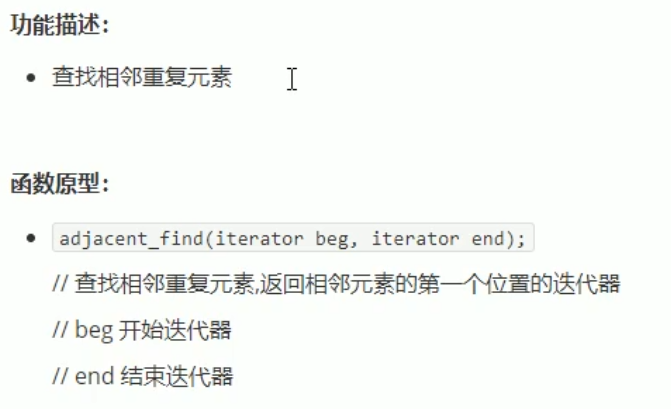 功能描述：
• 查找相邻重复元素
函数原型：
• adjacent_find(iterator beg, iterator end);
// 查找相邻重复元素,返回相邻元素的第一个位置的迭代器
// beg 开始迭代器
// end 结束迭代器